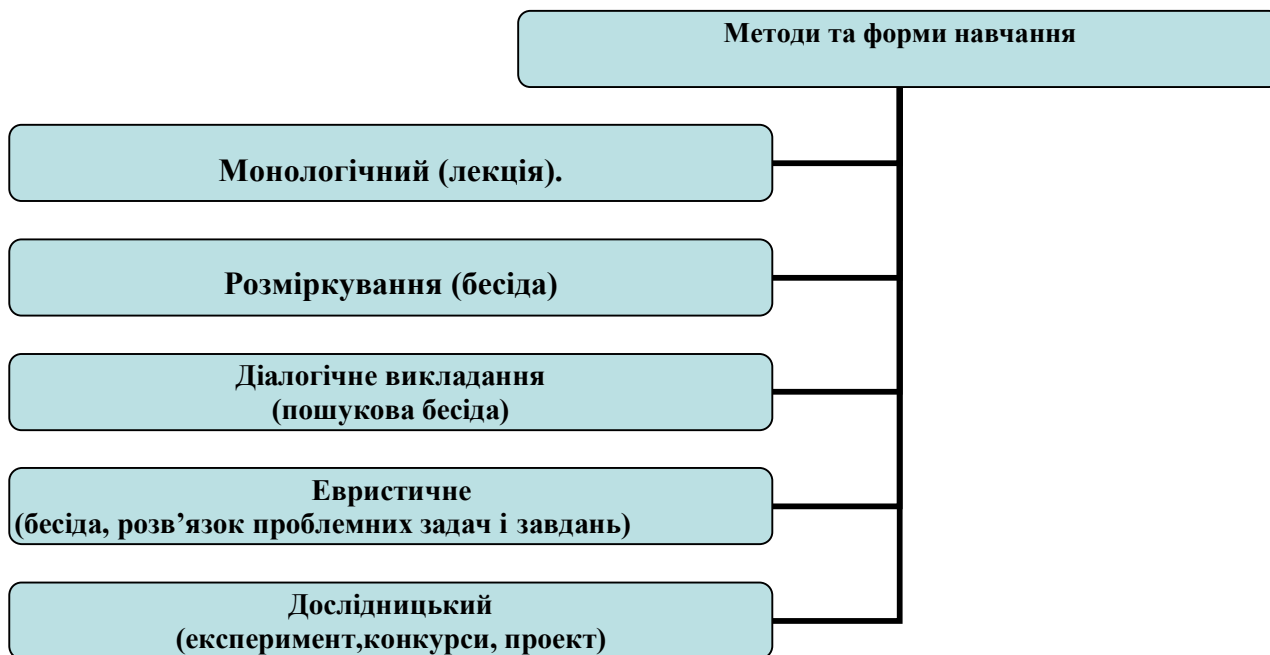 Методи та форми навчання
Монологічний (лекція).
Розміркування (бесіда)
Діалогічне викладання
(пошукова бесіда)
Евристичне
(бесіда, розв’язок проблемних задач і завдань)
Дослідницький
(експеримент,конкурси, проект)